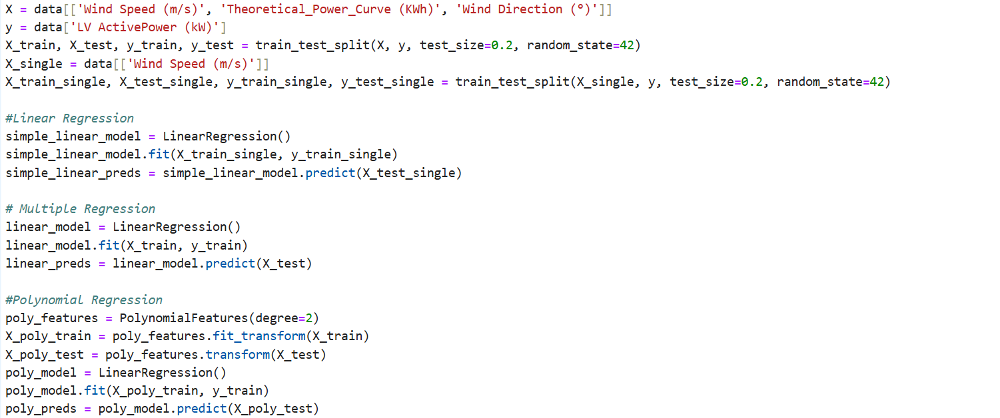 X = data[['Wind Speed (m/s)', 'Theoretical_Power_Curve (KWh)', 'Wind Direction (°)']]
y = data['LV ActivePower (kW)']
X_train, X_test, y_train, y_test = train_test_split(X, y, test_size=0.2, random_state=42)
X_single = data[['Wind Speed (m/s)']]
X_train_single, X_test_single, y_train_single, y_test_single = train_test_split(X_single, y, test_size=0.2, random_state=42)
#Linear Regression
simple_linear_model = LinearRegression()
simple_linear_model.fit(X_train_single, y_train_single)
simple_linear_preds = simple_linear_model.predict(X_test_single)
# Multiple Regression
linear_model = LinearRegression()
linear_model.fit(X_train, y_train)
linear_preds = linear_model.predict(X_test)
#Polynomial Regression
poly_features = PolynomialFeatures(degree=2)
X_poly_train = poly_features.fit_transform(X_train)
X_poly_test = poly_features.transform(X_test)
poly_model = LinearRegression()
poly_model.fit(X_poly_train, y_train)
poly_preds = poly_model.predict(X_poly_test)